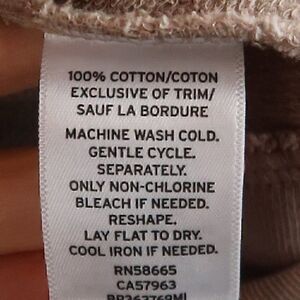 100% COTTON/COTON
EXCLUSIVE OF TRIM/
SAUF LA BORDURE
MACHINE WASH COLD.
GENTLE CYCLE.
SEPARATELY.
ONLY NON-CHLORINE
BLEACH IF NEEDED.
RESHAPE.
LAY FLAT TO DRY.
COOL IRON IF NEEDED.
RN58665
CA57963